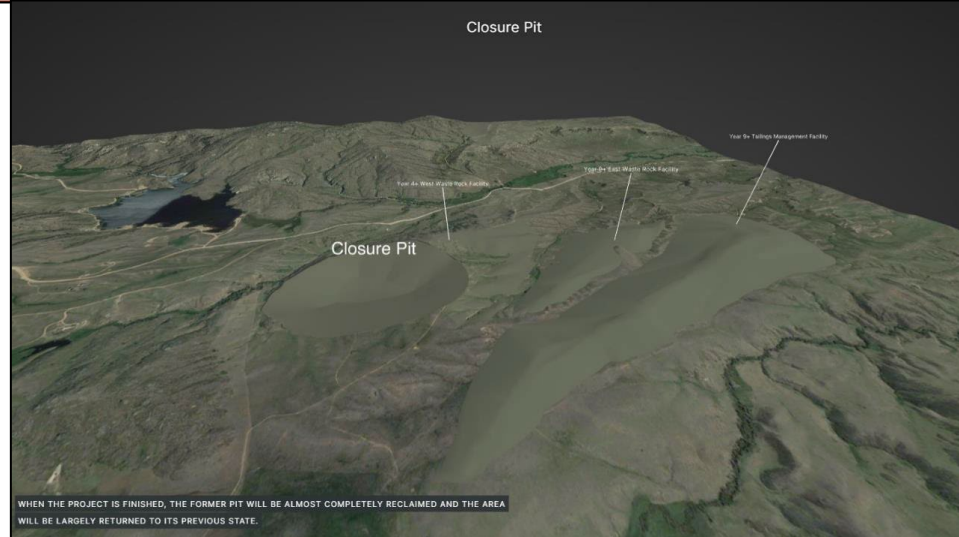 Closure Pit
Year 9+ Tailings Management Facility
Year 9+ East Waste Rock Facility
Year 4+ West Waste Rock Facility
Closure Pit
WHEN THE PROJECT IS FINISHED, THE FORMER PIT WILL BE ALMOST COMPLETELY RECLAIMED AND THE AREA
WILL BE LARGELY RETURNED TO ITS PREVIOUS STATE.